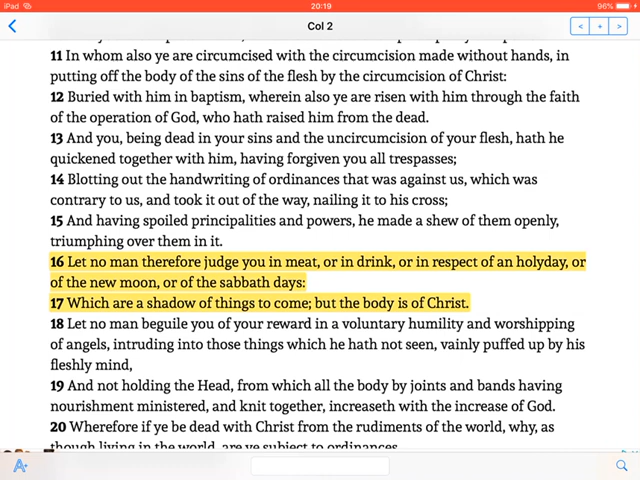 iPad 20:19 96%
Col 2
< + >
11 In whom also ye are circumcised with the circumcision made without hands, in
putting off the body of the sins of the flesh by the circumcision of Christ:
12 Buried with him in baptism, wherein also ye are risen with him through the faith
of the operation of God, who hath raised him from the dead.
13 And you, being dead in your sins and the uncircumcision of your flesh, hath he
quickened together with him, having forgiven you all trespasses;
14 Blotting out the handwriting of ordinances that was against us, which was
contrary to us, and took it out of the way, nailing it to his cross;
15 And having spoiled principalities and powers, he made a shew of them openly,
triumphing over them in it.
16 Let no man therefore judge you in meat, or in drink, or in respect of an holyday, or
of the new moon, or of the sabbath days:
17 Which are a shadow of things to come; but the body is of Christ.
18 Let no man beguile you of your reward in a voluntary humility and worshipping
of angels, intruding into those things which he hath not seen, vainly puffed up by his
fleshly mind,
19 And not holding the Head, from which all the body by joints and bands having
nourishment ministered, and knit together, increaseth with the increase of God.
20 Wherefore if ye be dead with Christ from the rudiments of the world, why, as
though living in the world, are ye subject to ordinances
A